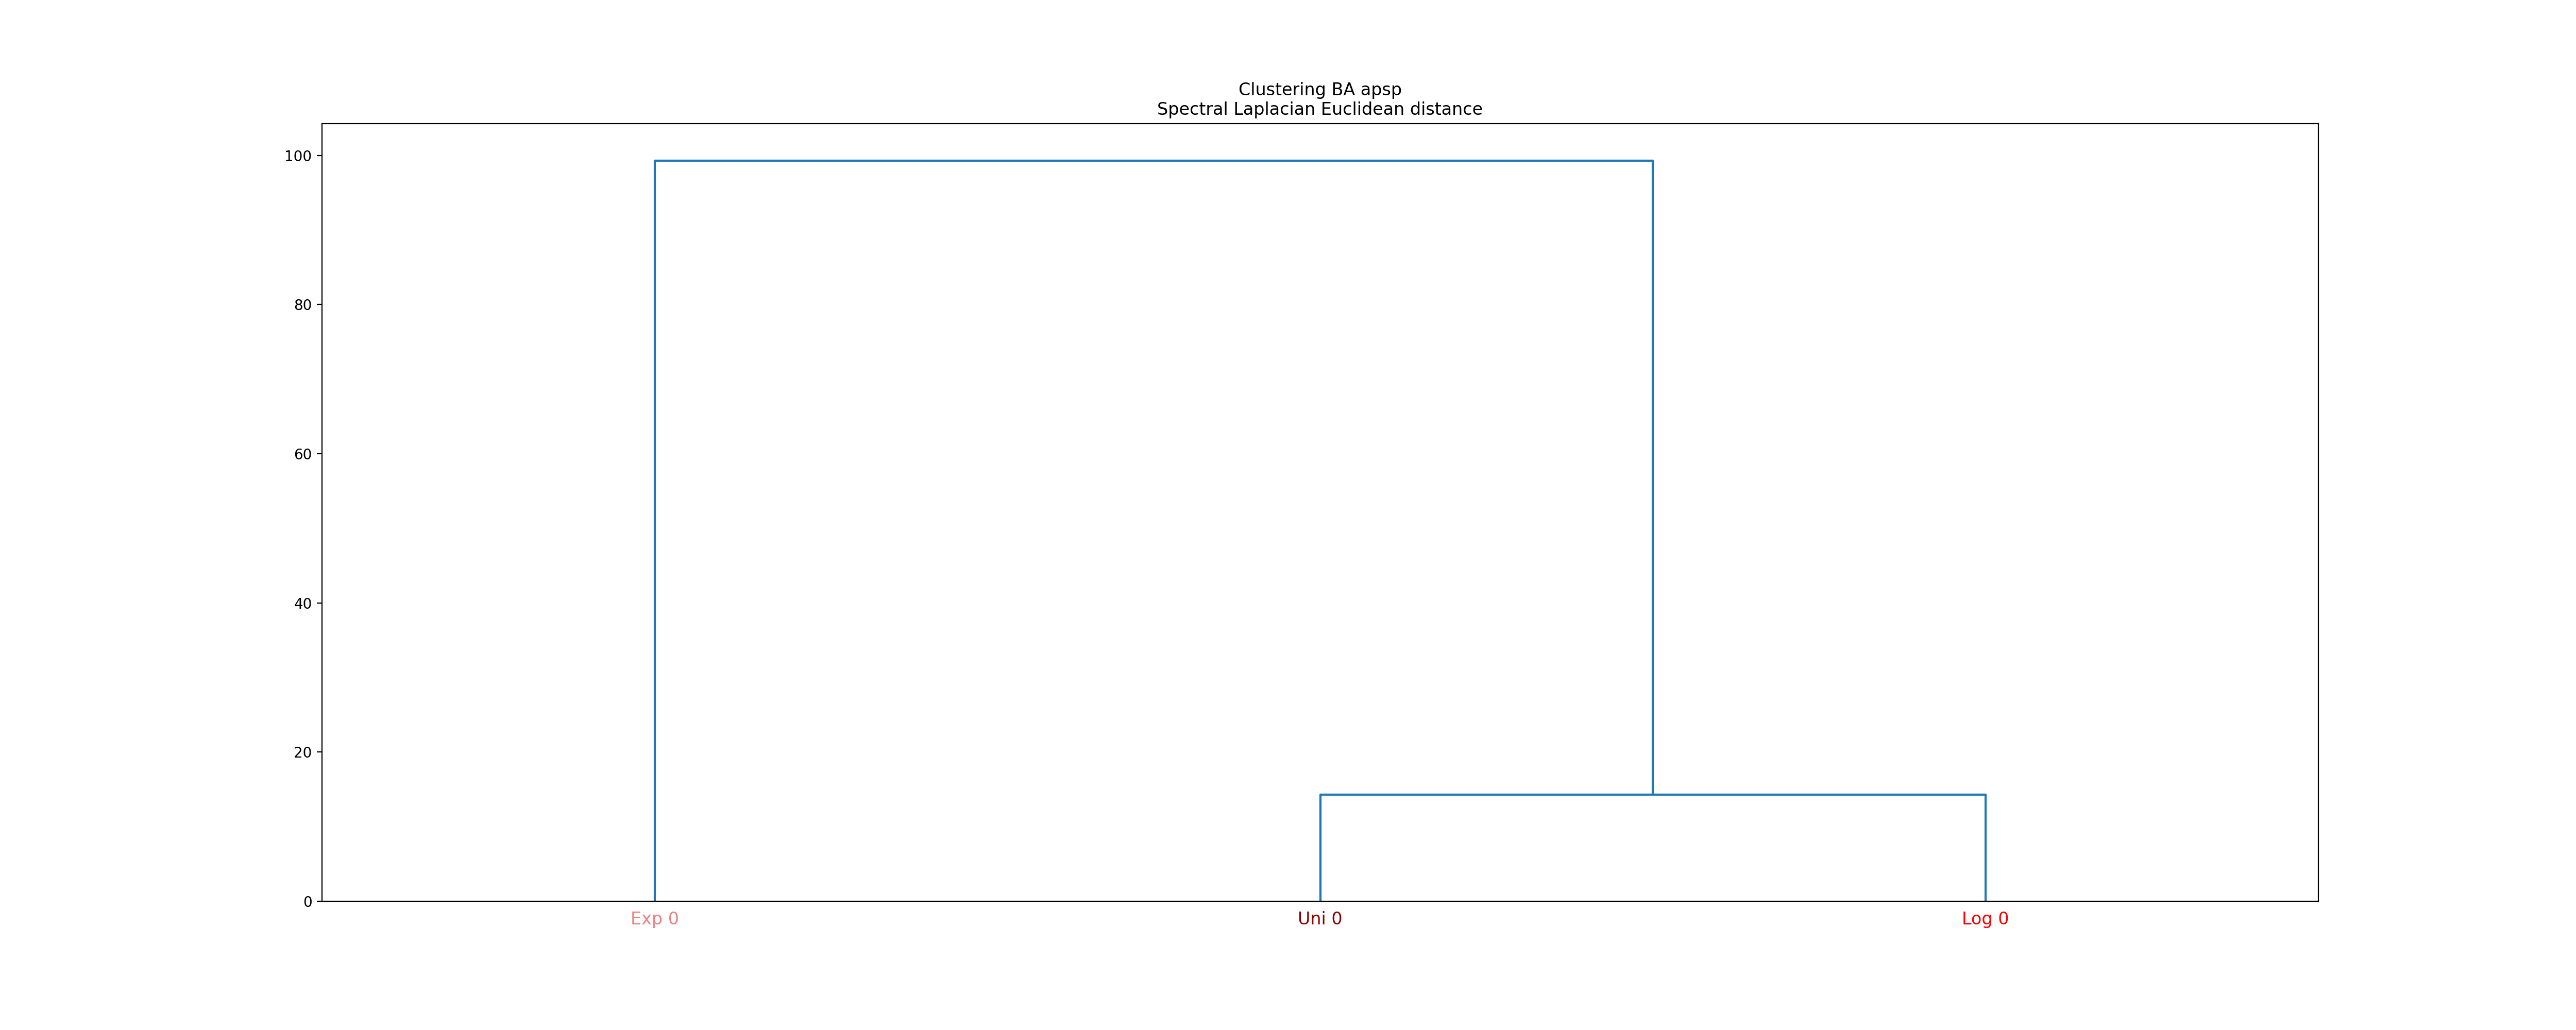 Clustering BA apsp
Spectral Laplacian Euclidean distance
100
80
60
40
20
0
Exp 0
Uni 0
Log 0